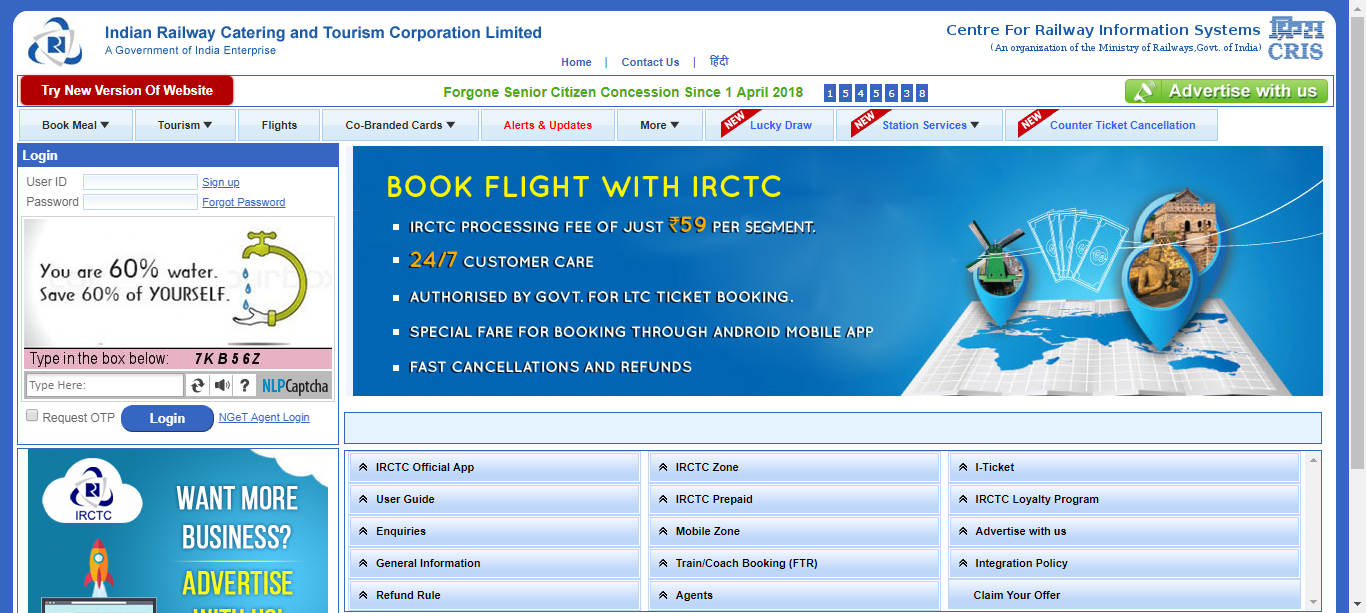 Indian Railway Catering and Tourism Corporation Limited
A Government of India Enterprise
Centre For Railway Information Systems
(An organization of the Ministry of Railways,Govt. of India)
CRIS
Home | Contact Us | हिंदी
Try New Version Of Website
Forgone Senior Citizen Concession Since 1 April 2018 1 5 4 5 6 3 8
Advertise with us
Book Meal Tourism Flights Co-Branded Cards Alerts & Updates More NEW Lucky Draw NEW Station Services NEW Counter Ticket Cancellation
Login
User ID Sign up
Password Forgot Password
You are 60% water.
Save 60% of YOURSELF.
Type in the box below: 7KB56Z
Type Here: ? NLPCaptcha
Request OTP Login NGeT Agent Login
BOOK FLIGHT WITH IRCTC
IRCTC PROCESSING FEE OF JUST ₹59 PER SEGMENT.
24/7 CUSTOMER CARE
AUTHORISED BY GOVT. FOR LTC TICKET BOOKING.
SPECIAL FARE FOR BOOKING THROUGH ANDROID MOBILE APP
FAST CANCELLATIONS AND REFUNDS
IRCTC
WANT MORE
BUSINESS?
ADVERTISE
WITH US!
IRCTC Official App IRCTC Zone I-Ticket
User Guide IRCTC Prepaid IRCTC Loyalty Program
Enquiries Mobile Zone Advertise with us
General Information Train/Coach Booking (FTR) Integration Policy
Refund Rule Agents Claim Your Offer